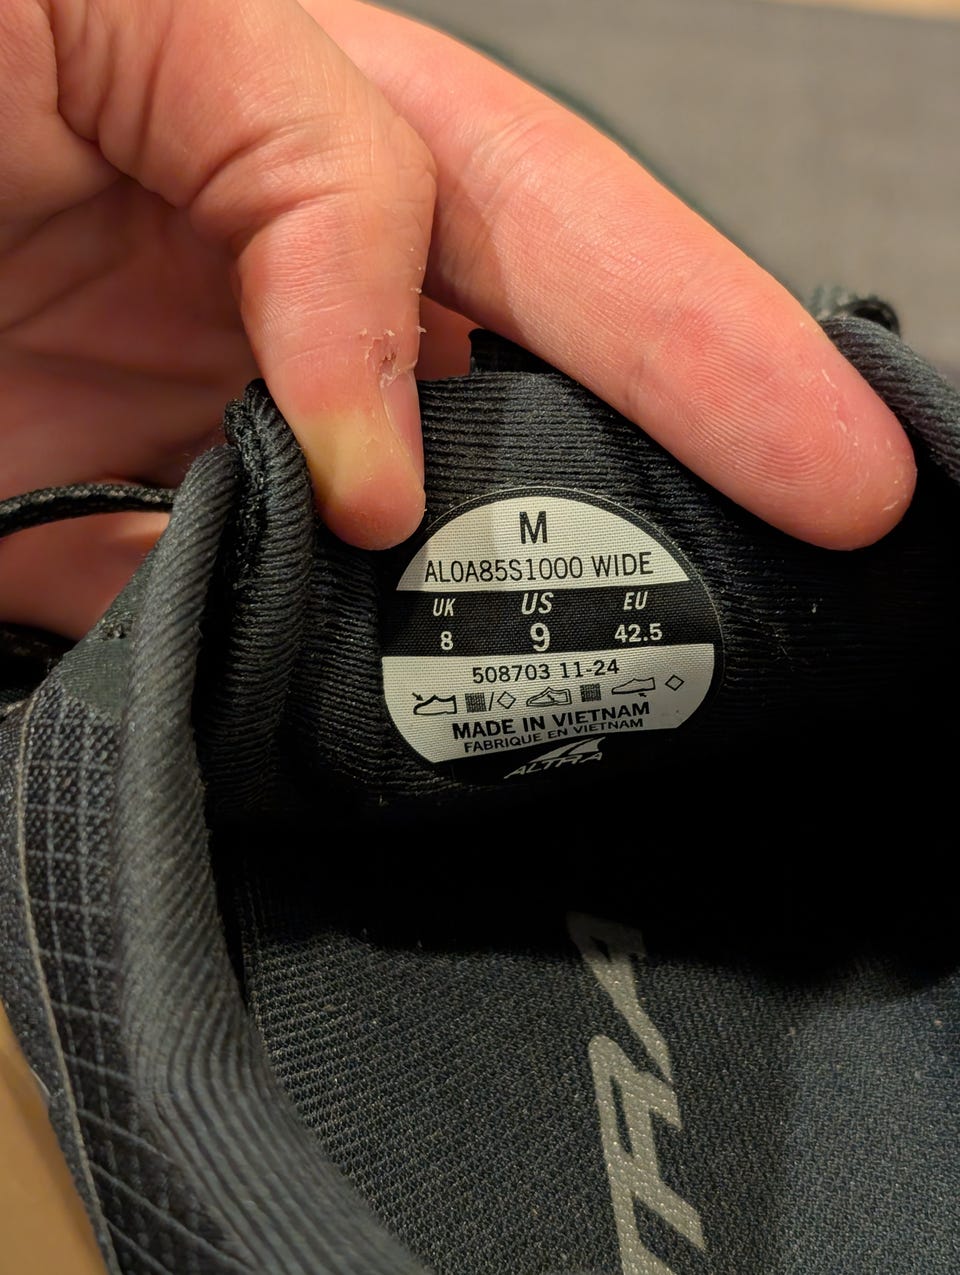 M
AL0A85S1000 WIDE
UK US EU
8 9 42.5
508703 11-24
MADE IN VIETNAM
FABRIQUE EN VIETNAM
ALTRA
ALTRA